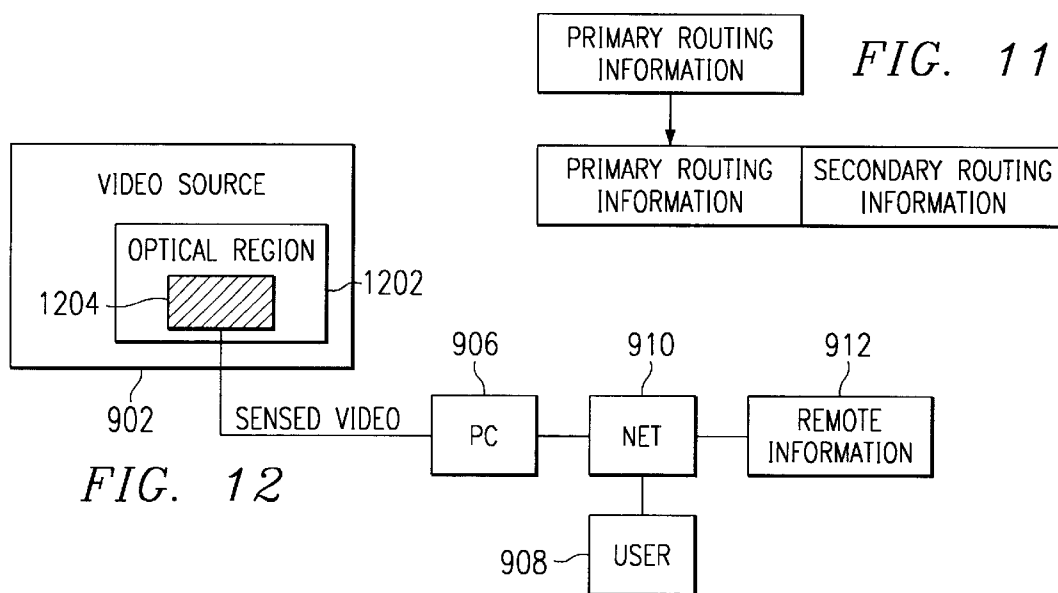 PRIMARY ROUTING
INFORMATION
FIG. 11
PRIMARY ROUTING
INFORMATION
SECONDARY ROUTING
INFORMATION
VIDEO SOURCE
OPTICAL REGION
1204
1202
902
SENSED VIDEO
906
PC
910
NET
912
REMOTE
INFORMATION
908
USER
FIG. 12